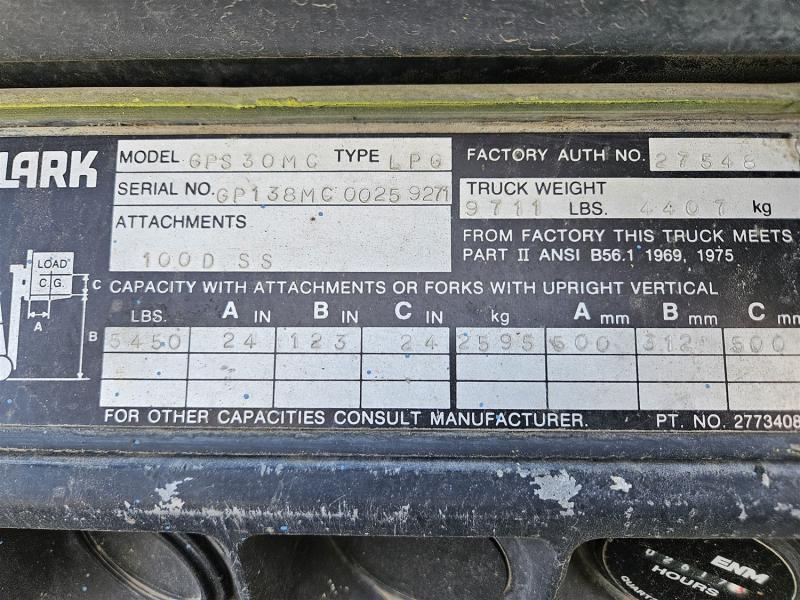 LARK
MODEL GPS30MC TYPE LPG
FACTORY AUTH NO. 27548
SERIAL NO. GP138MC 0025 9271
TRUCK WEIGHT
9711 LBS. 4407 kg
ATTACHMENTS
100D SS
FROM FACTORY THIS TRUCK MEETS
PART II ANSI B56.1 1969, 1975
LOAD
C.G.
A
B
C
CAPACITY WITH ATTACHMENTS OR FORKS WITH UPRIGHT VERTICAL
LBS. A IN B IN C IN kg A mm B mm C mm
5450 24 123 24 2595 600 312 500
FOR OTHER CAPACITIES CONSULT MANUFACTURER.
PT. NO. 2773408
ENM
HOURS
QUARTZ